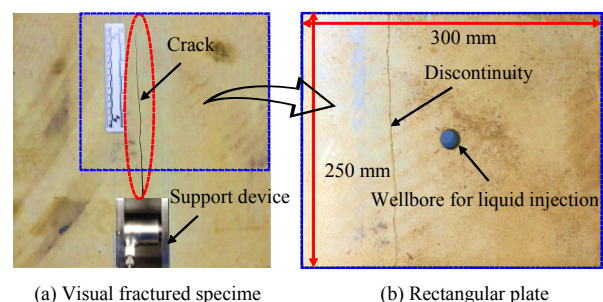 Crack
Support device
(a) Visual fractured specime
300 mm
Discontinuity
250 mm
Wellbore for liquid injection
(b) Rectangular plate